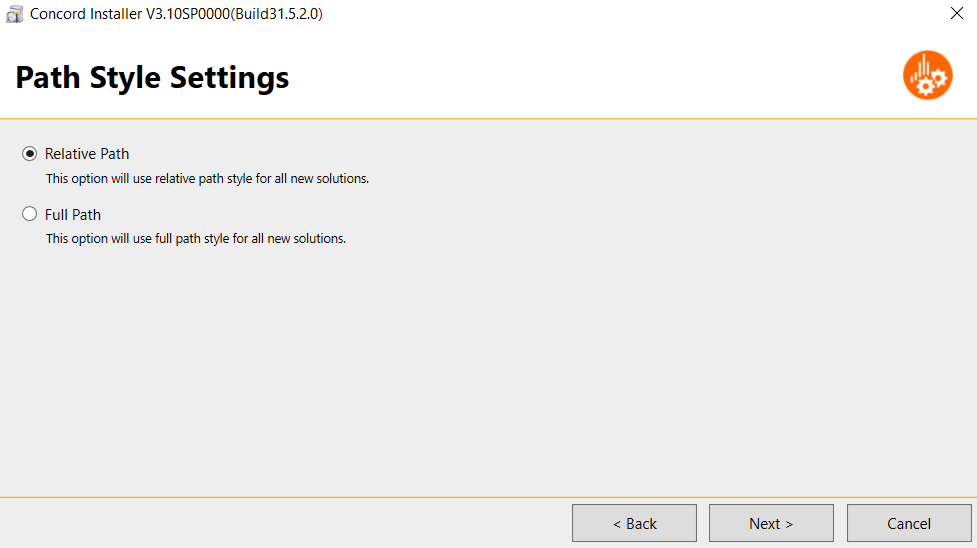 Concord Installer V3.10SP0000(Build31.5.2.0)
Path Style Settings
Relative Path
This option will use relative path style for all new solutions.
Full Path
This option will use full path style for all new solutions.
< Back
Next >
Cancel